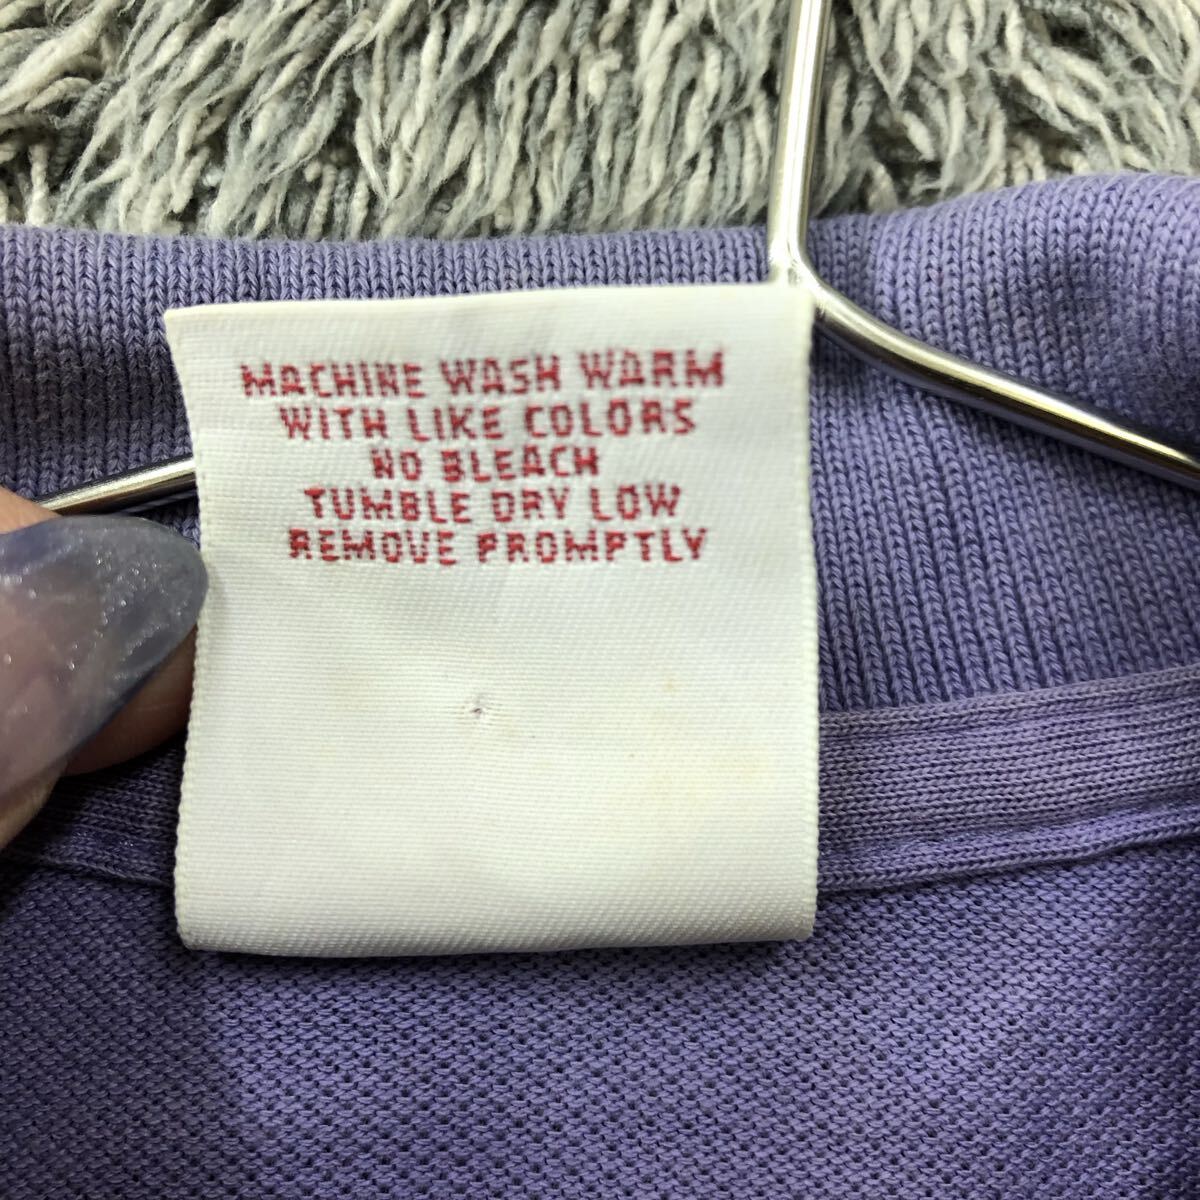 MACHINE WASH WARM
WITH LIKE COLORS
NO BLEACH
TUMBLE DRY LOW
REMOVE PROMPTLY